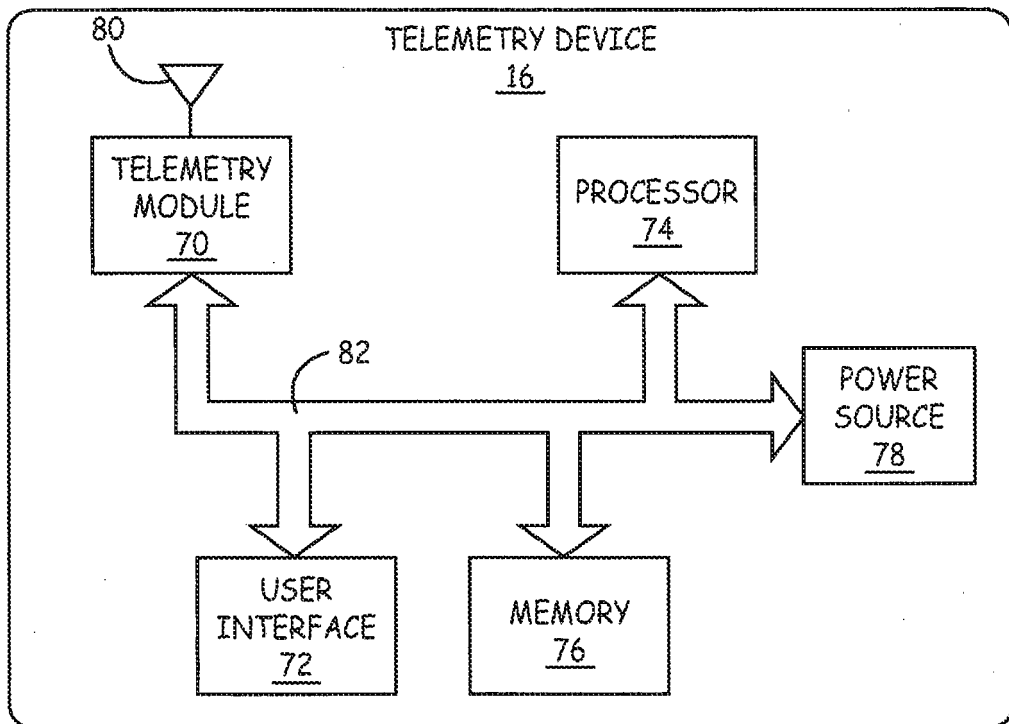 80
TELEMETRY DEVICE
16
TELEMETRY
MODULE
70
PROCESSOR
74
82
POWER
SOURCE
78
USER
INTERFACE
72
MEMORY
76